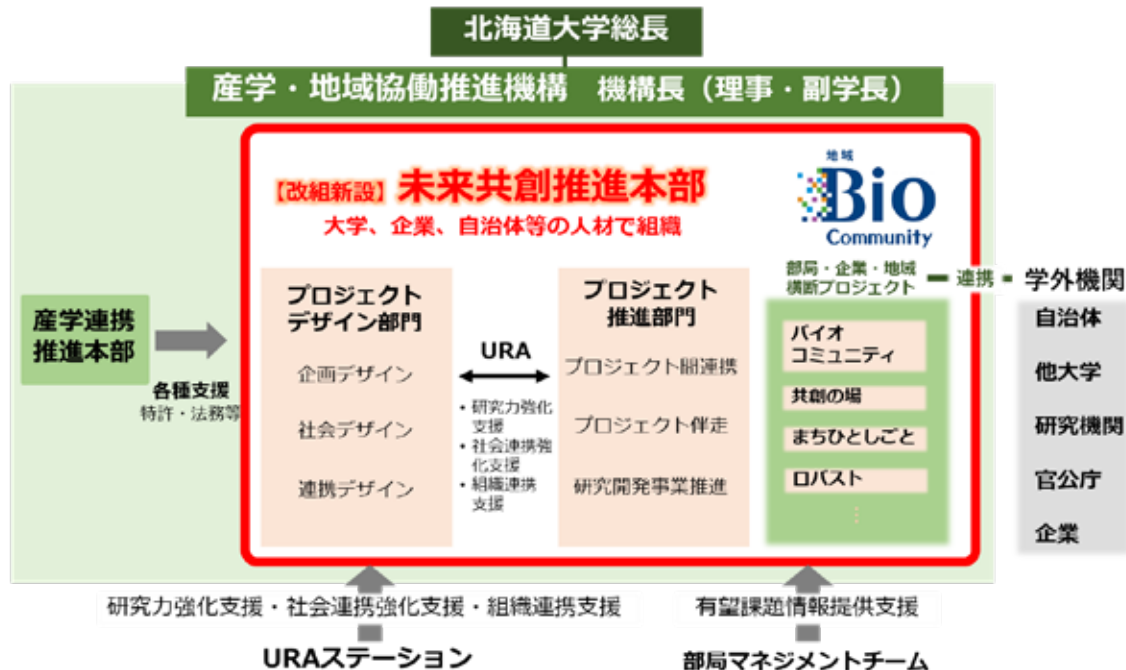 北海道大学総長
産学・地域協働推進機構 機構長（理事・副学長）
【改組新設】未来共創推進本部
大学、企業、自治体等の人材で組織
地域
Bio
Community
部局・企業・地域
横断プロジェクト
連携
学外機関
自治体
他大学
研究機関
官公庁
企業
産学連携
推進本部
各種支援
特許・法務等
プロジェクト
デザイン部門
企画デザイン
社会デザイン
連携デザイン
URA
・研究力強化
支援
・社会連携強
化支援
・組織連携
支援
プロジェクト
推進部門
プロジェクト間連携
プロジェクト伴走
研究開発事業推進
バイオ
コミュニティ
共創の場
まちひとしごと
ロバスト
⋮
研究力強化支援・社会連携強化支援・組織連携支援
有望課題情報提供支援
URAステーション
部局マネジメントチーム